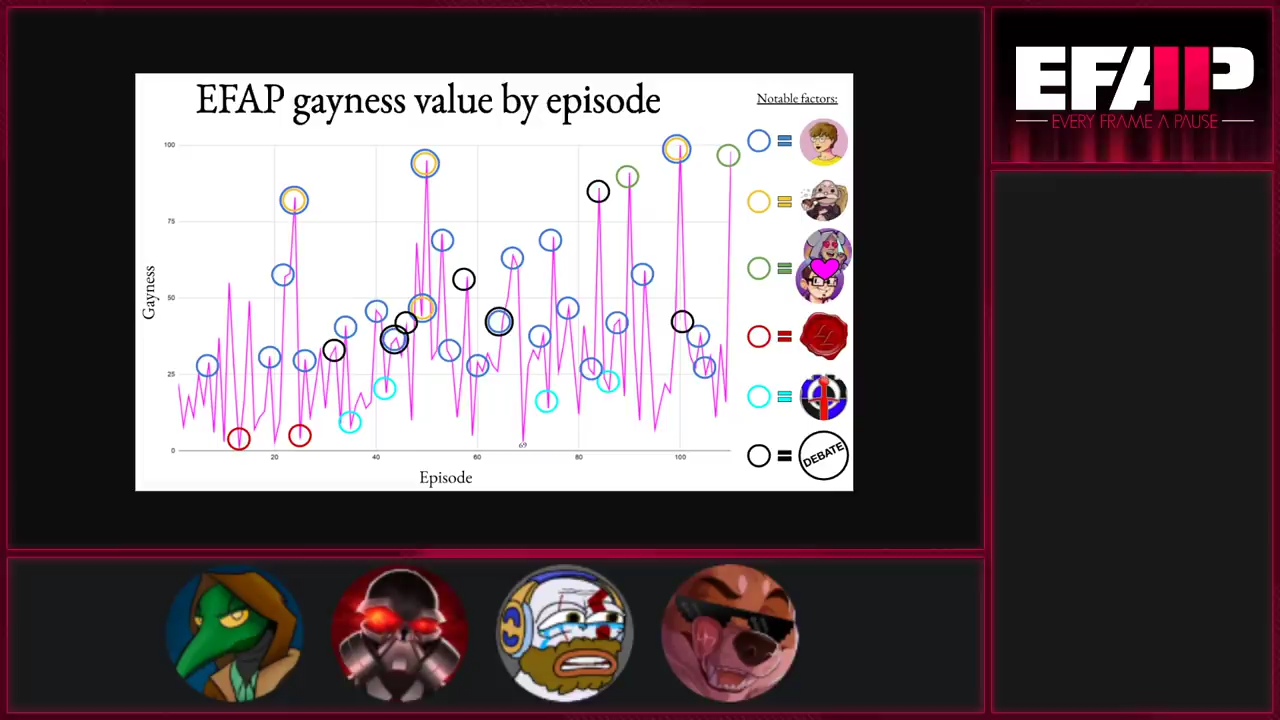 EFAP gayness value by episode
Notable factors:
EFAP
EVERY FRAME A PAUSE
100
75
50
25
0
Gayness
69
20
40
60
80
100
Episode
DEBATE